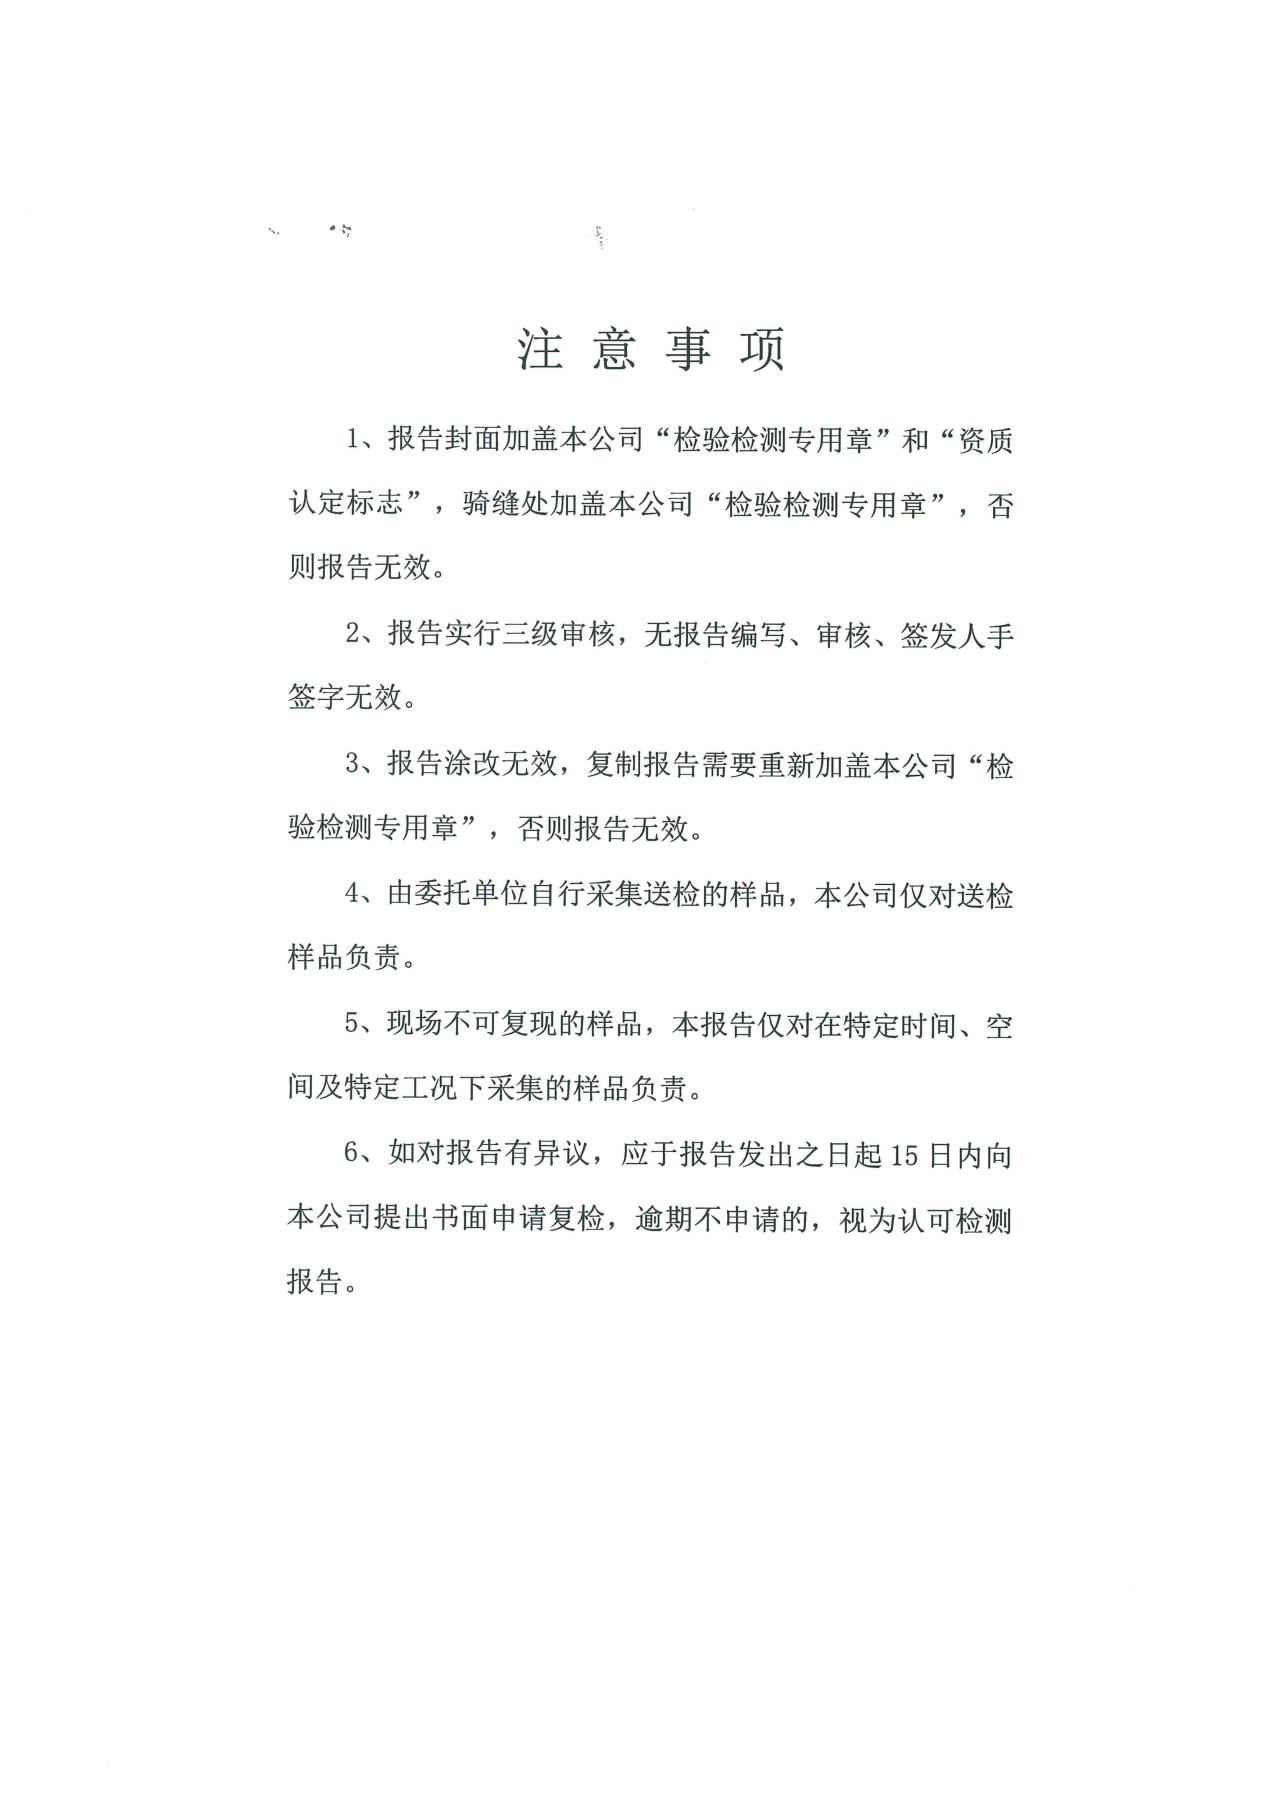 注意事项
1、报告封面加盖本公司“检验检测专用章”和“资质
认定标志”，骑缝处加盖本公司“检验检测专用章”，否
则报告无效。
2、报告实行三级审核，无报告编写、审核、签发人手
签字无效。
3、报告涂改无效，复制报告需要重新加盖本公司“检
验检测专用章”，否则报告无效。
4、由委托单位自行采集送检的样品，本公司仅对送检
样品负责。
5、现场不可复现的样品，本报告仅对在特定时间、空
间及特定工况下采集的样品负责。
6、如对报告有异议，应于报告发出之日起 15 日内向
本公司提出书面申请复检，逾期不申请的，视为认可检测
报告。